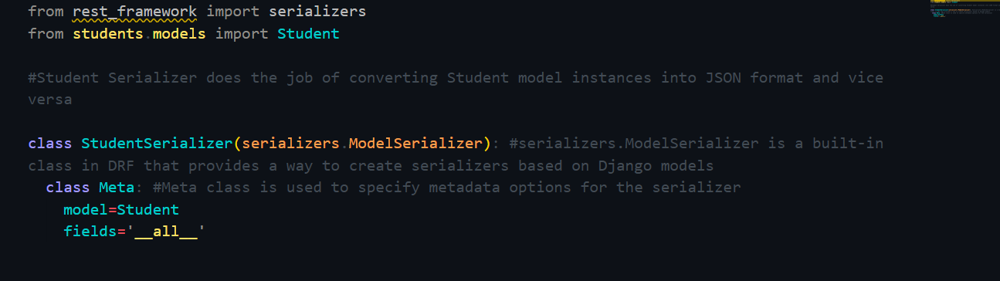 from rest_framework import serializers
from students.models import Student
#Student Serializer does the job of converting Student model instances into JSON format and vice
versa
class StudentSerializer(serializers.ModelSerializer): #serializers.ModelSerializer is a built-in
class in DRF that provides a way to create serializers based on Django models
class Meta: #Meta class is used to specify metadata options for the serializer
model=Student
fields='__all__'